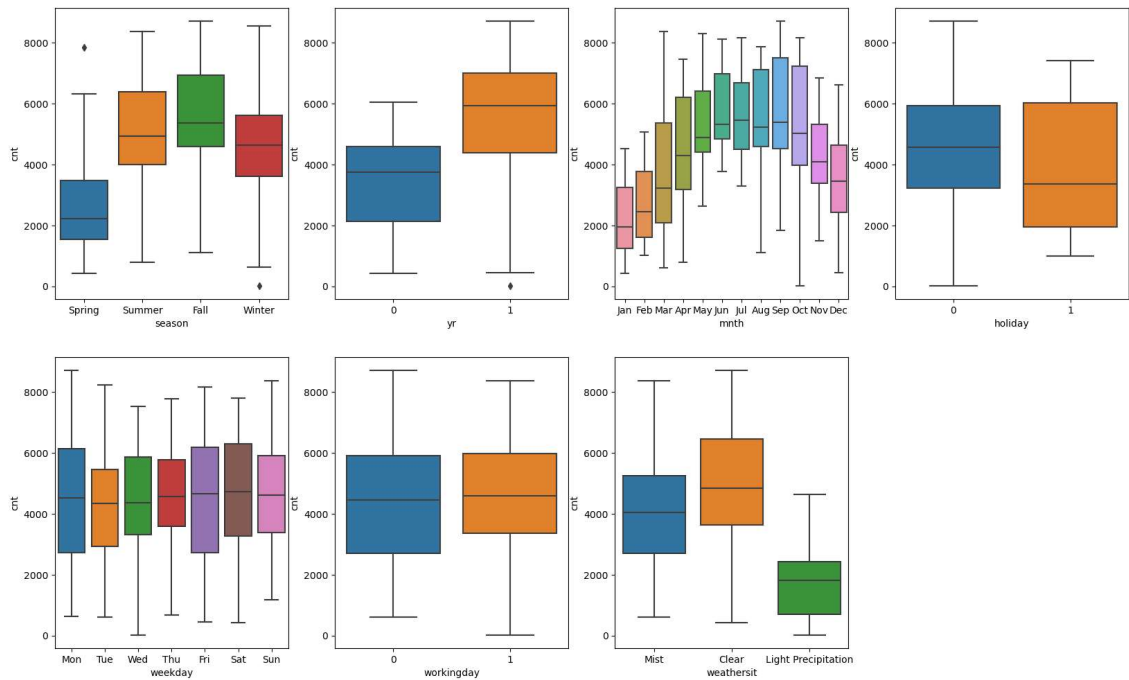 cnt
8000
6000
4000
2000
0
Spring Summer Fall Winter
season
cnt
8000
6000
4000
2000
0
0 1
yr
cnt
8000
6000
4000
2000
0
Jan Feb Mar Apr May Jun Jul Aug Sep Oct Nov Dec
mnth
cnt
8000
6000
4000
2000
0
0 1
holiday
cnt
8000
6000
4000
2000
0
Mon Tue Wed Thu Fri Sat Sun
weekday
cnt
8000
6000
4000
2000
0
0 1
workingday
cnt
8000
6000
4000
2000
0
Mist Clear Light Precipitation
weathersit